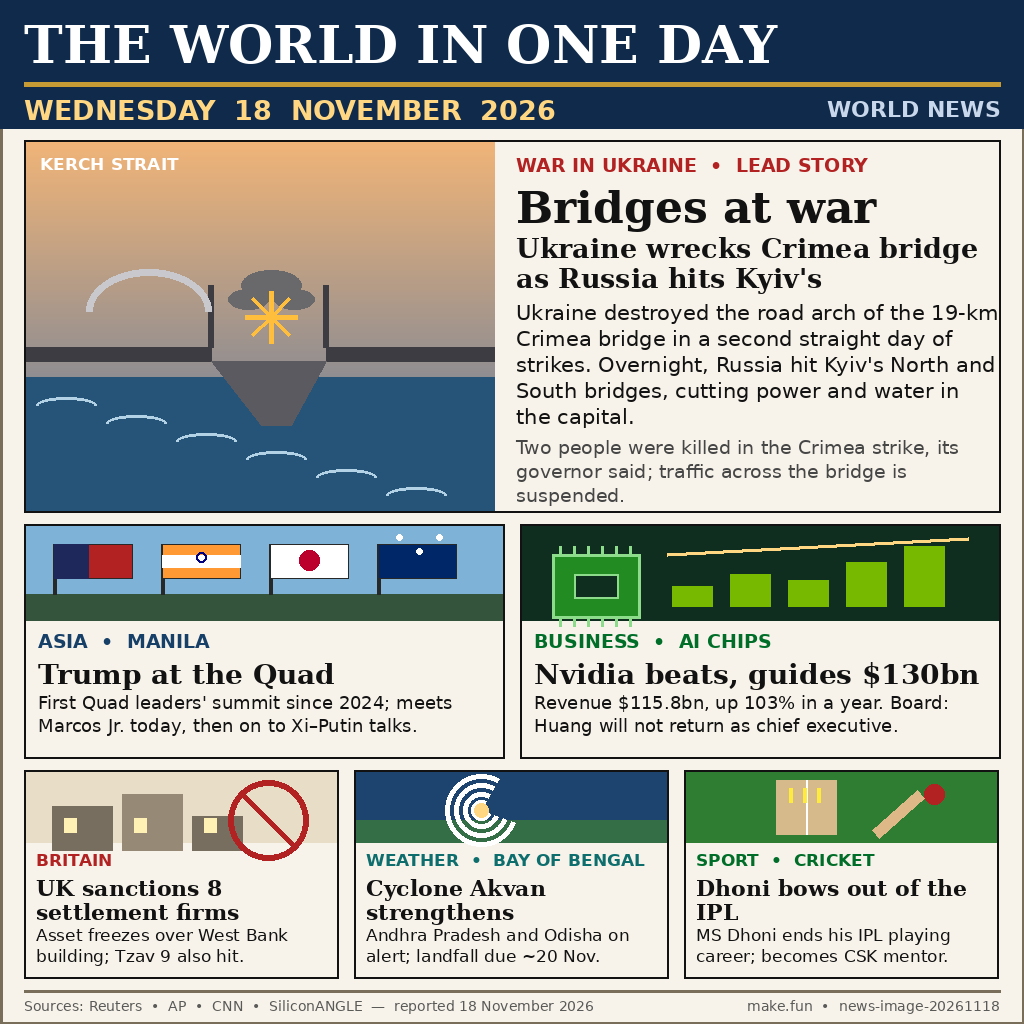 THE WORLD IN ONE DAY
WEDNESDAY 18 NOVEMBER 2026
WORLD NEWS
KERCH STRAIT
WAR IN UKRAINE • LEAD STORY
Bridges at war
Ukraine wrecks Crimea bridge
as Russia hits Kyiv's
Ukraine destroyed the road arch of the 19-km
Crimea bridge in a second straight day of
strikes. Overnight, Russia hit Kyiv's North and
South bridges, cutting power and water in
the capital.
Two people were killed in the Crimea strike, its
governor said; traffic across the bridge is
suspended.
ASIA • MANILA
Trump at the Quad
First Quad leaders' summit since 2024; meets
Marcos Jr. today, then on to Xi–Putin talks.
BUSINESS • AI CHIPS
Nvidia beats, guides $130bn
Revenue $115.8bn, up 103% in a year. Board:
Huang will not return as chief executive.
BRITAIN
UK sanctions 8
settlement firms
Asset freezes over West Bank
building; Tzav 9 also hit.
WEATHER • BAY OF BENGAL
Cyclone Akvan
strengthens
Andhra Pradesh and Odisha on
alert; landfall due ~20 Nov.
SPORT • CRICKET
Dhoni bows out of the
IPL
MS Dhoni ends his IPL playing
career; becomes CSK mentor.
Sources: Reuters • AP • CNN • SiliconANGLE — reported 18 November 2026
make.fun • news-image-20261118